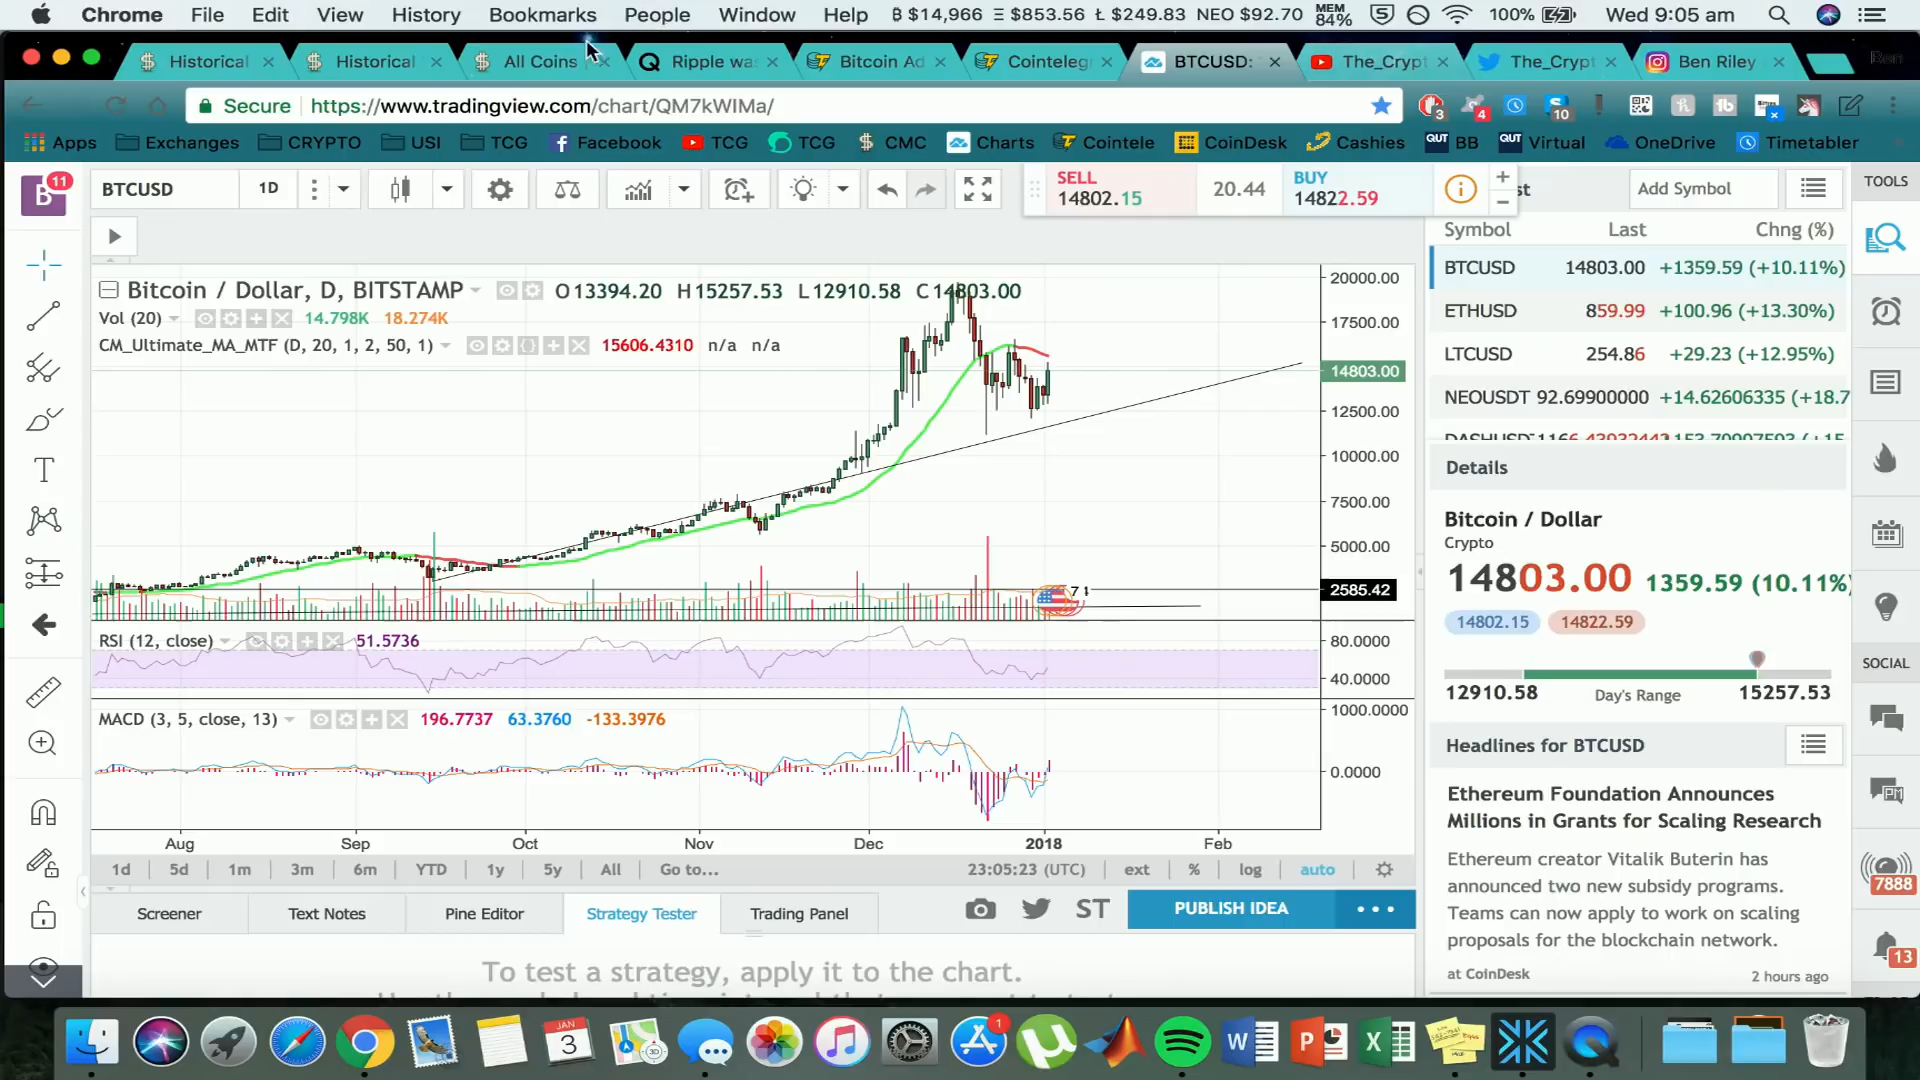 Chrome File Edit View History Bookmarks People Window Help ₿ $14,966 Ξ $853.56 Ł $249.83 NEO $92.70 MEM 84% 100% Wed 9:05 am
Historical Historical All Coins Ripple wa Bitcoin Ad Cointeleg BTCUSD: The_Crypt The_Crypt Ben Riley Ben
Secure https://www.tradingview.com/chart/QM7kWIMa/ 3 4 10
Apps Exchanges CRYPTO USI TCG Facebook TCG TCG CMC Charts Cointele CoinDesk Cashies QUT BB QUT Virtual OneDrive Timetabler
B 11 BTCUSD 1D
SELL 14802.15 20.44 BUY 14822.59
st Add Symbol TOOLS
Symbol Last Chng (%)
BTCUSD 14803.00 +1359.59 (+10.11%)
ETHUSD 859.99 +100.96 (+13.30%)
LTCUSD 254.86 +29.23 (+12.95%)
NEOUSDT 92.69900000 +14.62606335 (+18.7
Bitcoin / Dollar, D, BITSTAMP O13394.20 H15257.53 L12910.58 C14803.00
Vol (20) 14.798K 18.274K
CM_Ultimate_MA_MTF (D, 20, 1, 2, 50, 1) 15606.4310 n/a n/a
20000.00
17500.00
14803.00
12500.00
10000.00
7500.00
5000.00
2585.42
RSI (12, close) 51.5736
80.0000
40.0000
MACD (3, 5, close, 13) 196.7737 63.3760 -133.3976
1000.0000
0.0000
Aug Sep Oct Nov Dec 2018 Feb
1d 5d 1m 3m 6m YTD 1y 5y All Go to... 23:05:23 (UTC) ext % log auto
Screener Text Notes Pine Editor Strategy Tester Trading Panel ST PUBLISH IDEA
To test a strategy, apply it to the chart.
Details
Bitcoin / Dollar
Crypto
14803.00 1359.59 (10.11%)
14802.15 14822.59
12910.58 Day's Range 15257.53
Headlines for BTCUSD
Ethereum Foundation Announces
Millions in Grants for Scaling Research
Ethereum creator Vitalik Buterin has
announced two new subsidy programs.
Teams can now apply to work on scaling
proposals for the blockchain network.
at CoinDesk 2 hours ago
SOCIAL
PM
7888
13
JAN 3
3D
1